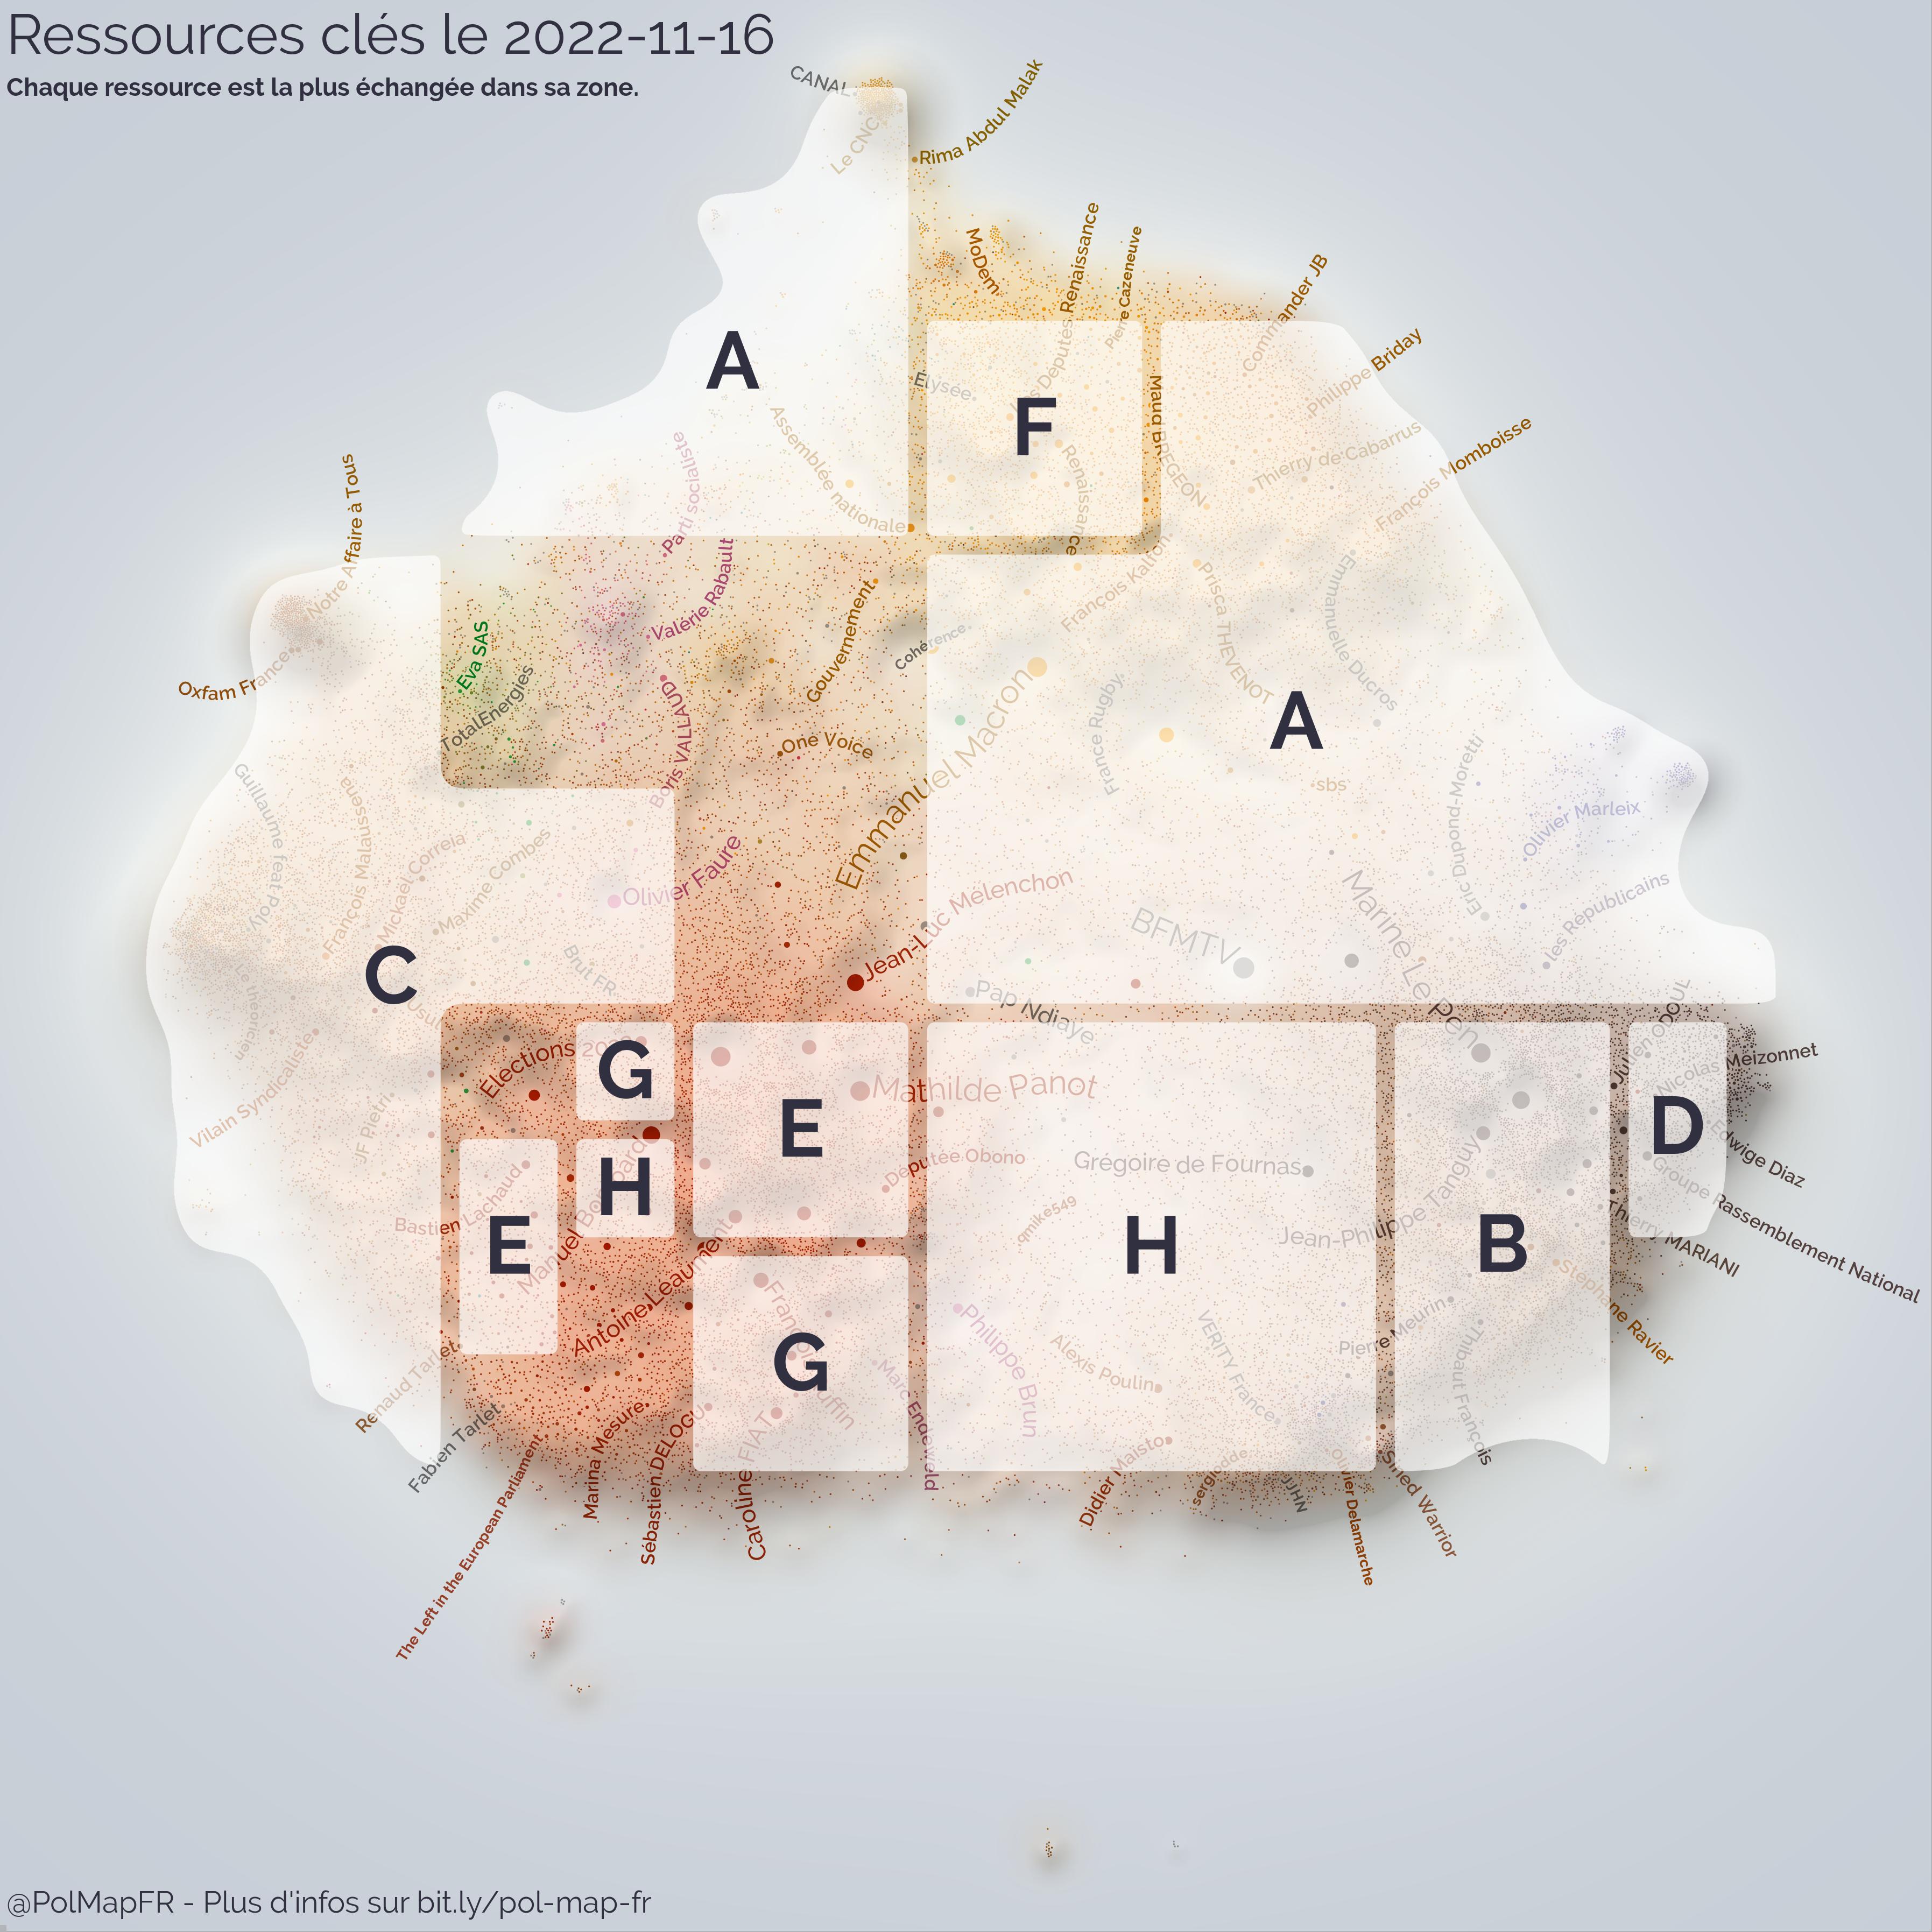 Ressources clés le 2022-11-16
Chaque ressource est la plus échangée dans sa zone.
CANAL+
Le CNC
Rima Abdul Malak
MoDem
Les Députés Renaissance
Pierre Cazeneuve
Commander JB
Philippe Briday
A
Elysée
F
Maud BREGEON
Thierry de Cabarrus
François Momboisse
Parti socialiste
Assemblée nationale
Renaissance
Notre Affaire à Tous
Oxfam France
Eva SAS
TotalEnergies
Valérie Rabault
Boris VALLAUD
Gouvernement
One Voice
Cohérence.
François Kalfon
Prisca THEVENOT
Emmanuelle Ducros
Emmanuel Macron
France Rugby
A
sbs
Eric Dupond-Moretti
Olivier Marleix
les Républicains
Guillaume feat Poly
François Malaussena
Mickaël Correia
Maxime Combes
Olivier Faure
Brut FR
C
Jean-Luc Mélenchon
BFMTV
Marine Le Pen
Pap Ndiaye
Usul
Vilain Syndicaliste
JF Pietri
Elections 20
G
E
Mathilde Panot
Députée Obono
Grégoire de Fournas
Jean-Philippe Tanguy
qmike549
Julien ODOUL
Nicolas Meizonnet
D
Edwige Diaz
Groupe Rassemblement National
Thierry MARIANI
Stéphane Ravier
Bastien Lachaud
E
H
Manuel Bompard
Antoine Léaument
H
B
G
François Ruffin
Marc Endeweld
Philippe Brun
Alexis Poulin
VERITY France
Pierre Meurin
Thibaut François
Renaud Tarlet
Fabien Tarlet
The Left in the European Parliament
Marina Mesure
Sébastien DELOGU
Caroline FIAT
Didier Maisto
Olivier Delamarche
Sined Warrior
@PolMapFR - Plus d'infos sur bit.ly/pol-map-fr